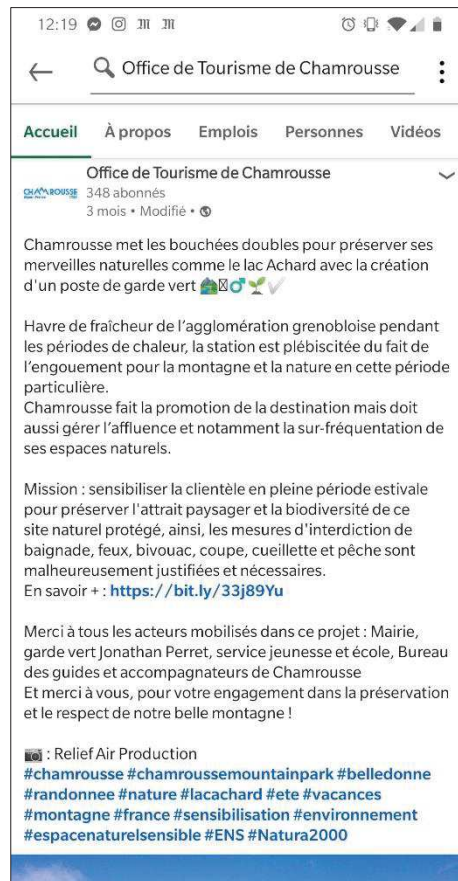 12:19
Office de Tourisme de Chamrousse
Accueil À propos Emplois Personnes Vidéos
Office de Tourisme de Chamrousse
CHAMROUSSE
348 abonnés
3 mois • Modifié •
Chamrousse met les bouchées doubles pour préserver ses
merveilles naturelles comme le lac Achard avec la création
d'un poste de garde vert 🏞️♂️🌱✅
Havre de fraîcheur de l'agglomération grenobloise pendant
les périodes de chaleur, la station est plébiscitée du fait de
l'engouement pour la montagne et la nature en cette période
particulière.
Chamrousse fait la promotion de la destination mais doit
aussi gérer l'affluence et notamment la sur-fréquentation de
ses espaces naturels.
Mission : sensibiliser la clientèle en pleine période estivale
pour préserver l'attrait paysager et la biodiversité de ce
site naturel protégé, ainsi, les mesures d'interdiction de
baignade, feux, bivouac, coupe, cueillette et pêche sont
malheureusement justifiées et nécessaires.
En savoir + : https://bit.ly/33j89Yu
Merci à tous les acteurs mobilisés dans ce projet : Mairie,
garde vert Jonathan Perret, service jeunesse et école, Bureau
des guides et accompagnateurs de Chamrousse
Et merci à vous, pour votre engagement dans la préservation
et le respect de notre belle montagne !
📷 : Relief Air Production
#chamrousse #chamroussemountainpark #belledonne
#randonnee #nature #lacachard #ete #vacances
#montagne #france #sensibilisation #environnement
#espacenaturelsensible #ENS #Natura2000